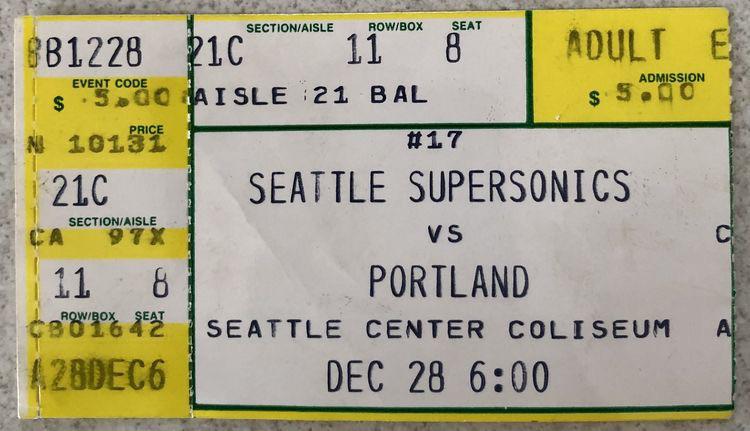 BB1228
EVENT CODE
$ 5.00
PRICE
N 10131
21C
SECTION/AISLE
CA 97X
11 8
ROW/BOX SEAT
CB01642
A28DEC6
SECTION/AISLE ROW/BOX SEAT
21C 11 8
AISLE 21 BAL
ADULT E
ADMISSION
$ 5.00
#17
SEATTLE SUPERSONICS
VS C
PORTLAND
SEATTLE CENTER COLISEUM A
DEC 28 6:00